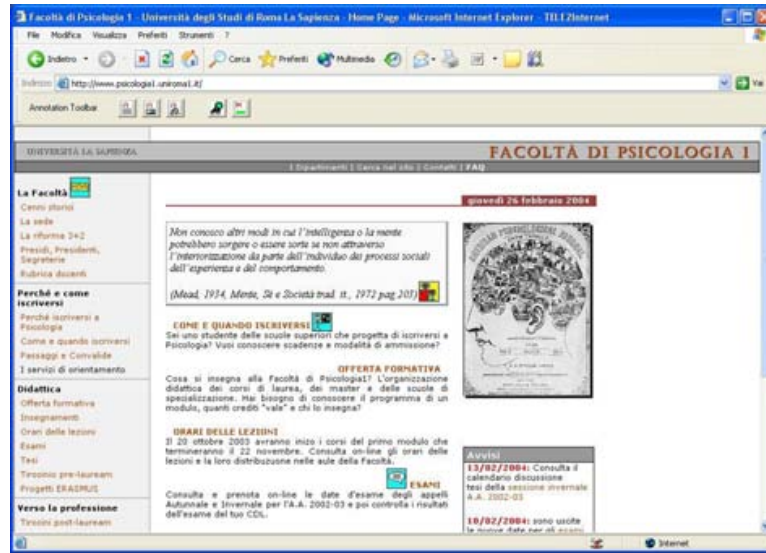 Facoltà di Psicologia 1 - Università degli Studi di Roma La Sapienza - Home Page - Microsoft Internet Explorer - TELE2Internet
File Modifica Visualizza Preferiti Strumenti ?
Indietro Cerca Preferiti Multimedia
Indirizzo http://www.psicologia1.uniroma1.it/ Vai
Annotation Toolbar
UNIVERSITÀ LA SAPIENZA
FACOLTÀ DI PSICOLOGIA 1
| Dipartimenti | Cerca nel sito | Contatti | FAQ
La Facoltà
Cenni storici
La sede
La riforma 3+2
Presidi, Presidenti,
Segreterie
Rubrica docenti
Perché e come
iscriversi
Perché iscriversi a
Psicologia
Come e quando iscriversi
Passaggi e Convalide
I servizi di orientamento
Didattica
Offerta formativa
Insegnamenti
Orari delle lezioni
Esami
Tesi
Tirocinio pre-lauream
Progetti ERASMUS
Verso la professione
Tirocini post-lauream
giovedì 26 febbraio 2004
Non conosco altri modi in cui l'intelligenza o la mente
potrebbero sorgere o essere sorte se non attraverso
l'interiorizzazione da parte dell'individuo dei processi sociali
dell'esperienza e del comportamento.
(Mead, 1934, Mente, Sè e Società trad. it., 1972 pag.203)
COME E QUANDO ISCRIVERSI
Sei uno studente delle scuole superiori che progetta di iscriversi a
Psicologia? Vuoi conoscere scadenze e modalità di ammissione?
OFFERTA FORMATIVA
Cosa si insegna alla Facoltà di Psicologia1? L'organizzazione
didattica dei corsi di laurea, dei master e delle scuole di
specializzazione. Hai bisogno di conoscere il programma di un
modulo, quanti crediti "vale" e chi lo insegna?
ORARI DELLE LEZIONI
Il 20 ottobre 2003 avranno inizo i corsi del primo modulo che
termineranno il 22 novembre. Consulta on-line gli orari delle
lezioni e la loro distribuzuone nelle aule della Facoltà.
ESAMI
Consulta e prenota on-line le date d'esame degli appelli
Autunnale e Invernale per l'A.A. 2002-03 e poi controlla i risultati
dell'esame del tuo CDL.
Avvisi
13/02/2004: Consulta il
calendario discussione
tesi della sessione invernale
A.A. 2002-03
10/02/2004: sono uscite
le nuove date per gli esami
Internet